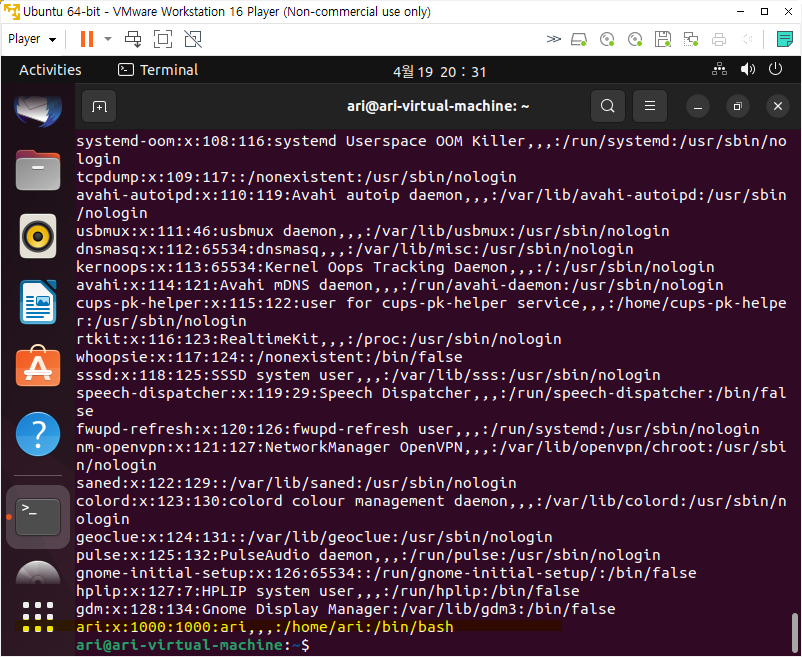 Ubuntu 64-bit - VMware Workstation 16 Player (Non-commercial use only)
Player
Activities
Terminal
4월 19 20 : 31
ari@ari-virtual-machine: ~
systemd-oom:x:108:116:systemd Userspace OOM Killer,,,:/run/systemd:/usr/sbin/no
login
tcpdump:x:109:117::/nonexistent:/usr/sbin/nologin
avahi-autoipd:x:110:119:Avahi autoip daemon,,,:/var/lib/avahi-autoipd:/usr/sbin
/nologin
usbmux:x:111:46:usbmux daemon,,,:/var/lib/usbmux:/usr/sbin/nologin
dnsmasq:x:112:65534:dnsmasq,,,:/var/lib/misc:/usr/sbin/nologin
kernoops:x:113:65534:Kernel Oops Tracking Daemon,,,:/:/usr/sbin/nologin
avahi:x:114:121:Avahi mDNS daemon,,,:/run/avahi-daemon:/usr/sbin/nologin
cups-pk-helper:x:115:122:user for cups-pk-helper service,,,:/home/cups-pk-helpe
r:/usr/sbin/nologin
rtkit:x:116:123:RealtimeKit,,,:/proc:/usr/sbin/nologin
whoopsie:x:117:124::/nonexistent:/bin/false
sssd:x:118:125:SSSD system user,,,:/var/lib/sss:/usr/sbin/nologin
speech-dispatcher:x:119:29:Speech Dispatcher,,,:/run/speech-dispatcher:/bin/fal
se
fwupd-refresh:x:120:126:fwupd-refresh user,,,:/run/systemd:/usr/sbin/nologin
nm-openvpn:x:121:127:NetworkManager OpenVPN,,,:/var/lib/openvpn/chroot:/usr/sbi
n/nologin
saned:x:122:129::/var/lib/saned:/usr/sbin/nologin
colord:x:123:130:colord colour management daemon,,,:/var/lib/colord:/usr/sbin/n
ologin
geoclue:x:124:131::/var/lib/geoclue:/usr/sbin/nologin
pulse:x:125:132:PulseAudio daemon,,,:/run/pulse:/usr/sbin/nologin
gnome-initial-setup:x:126:65534::/run/gnome-initial-setup/:/bin/false
hplip:x:127:7:HPLIP system user,,,:/run/hplip:/bin/false
gdm:x:128:134:Gnome Display Manager:/var/lib/gdm3:/bin/false
ari:x:1000:1000:ari,,,:/home/ari:/bin/bash
ari@ari-virtual-machine:~$